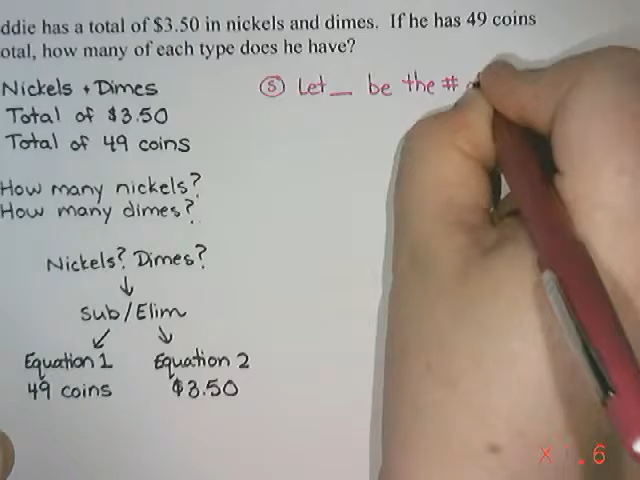 ddie has a total of $3.50 in nickels and dimes. If he has 49 coins
otal, how many of each type does he have?
Nickels + Dimes
Total of $3.50
Total of 49 coins
How many nickels?
How many dimes?
Nickels? Dimes?
Sub/Elim
Equation 1 Equation 2
49 coins $3.50
S Let __ be the #